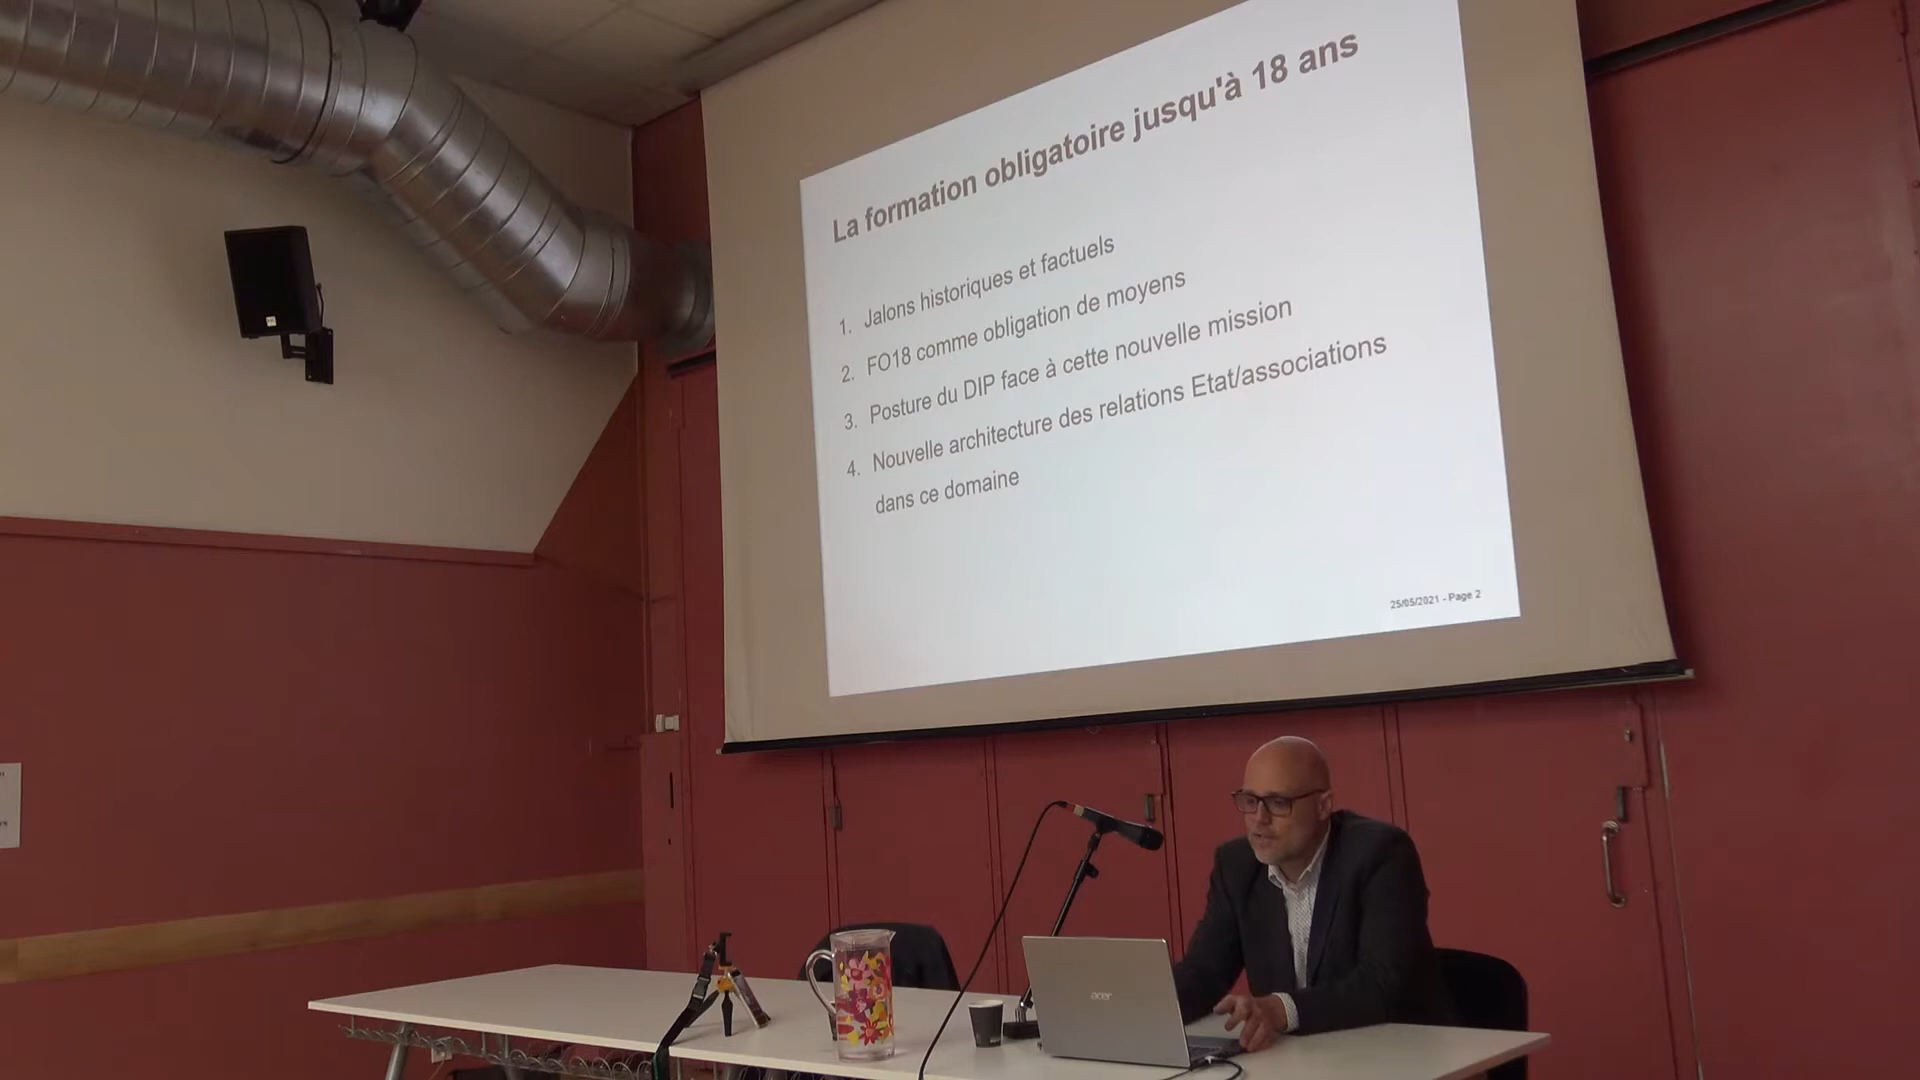 La formation obligatoire jusqu'à 18 ans
1. Jalons historiques et factuels
2. FO18 comme obligation de moyens
3. Posture du DIP face à cette nouvelle mission
4. Nouvelle architecture des relations Etat/associations
dans ce domaine
25/05/2021 - Page 2
acer